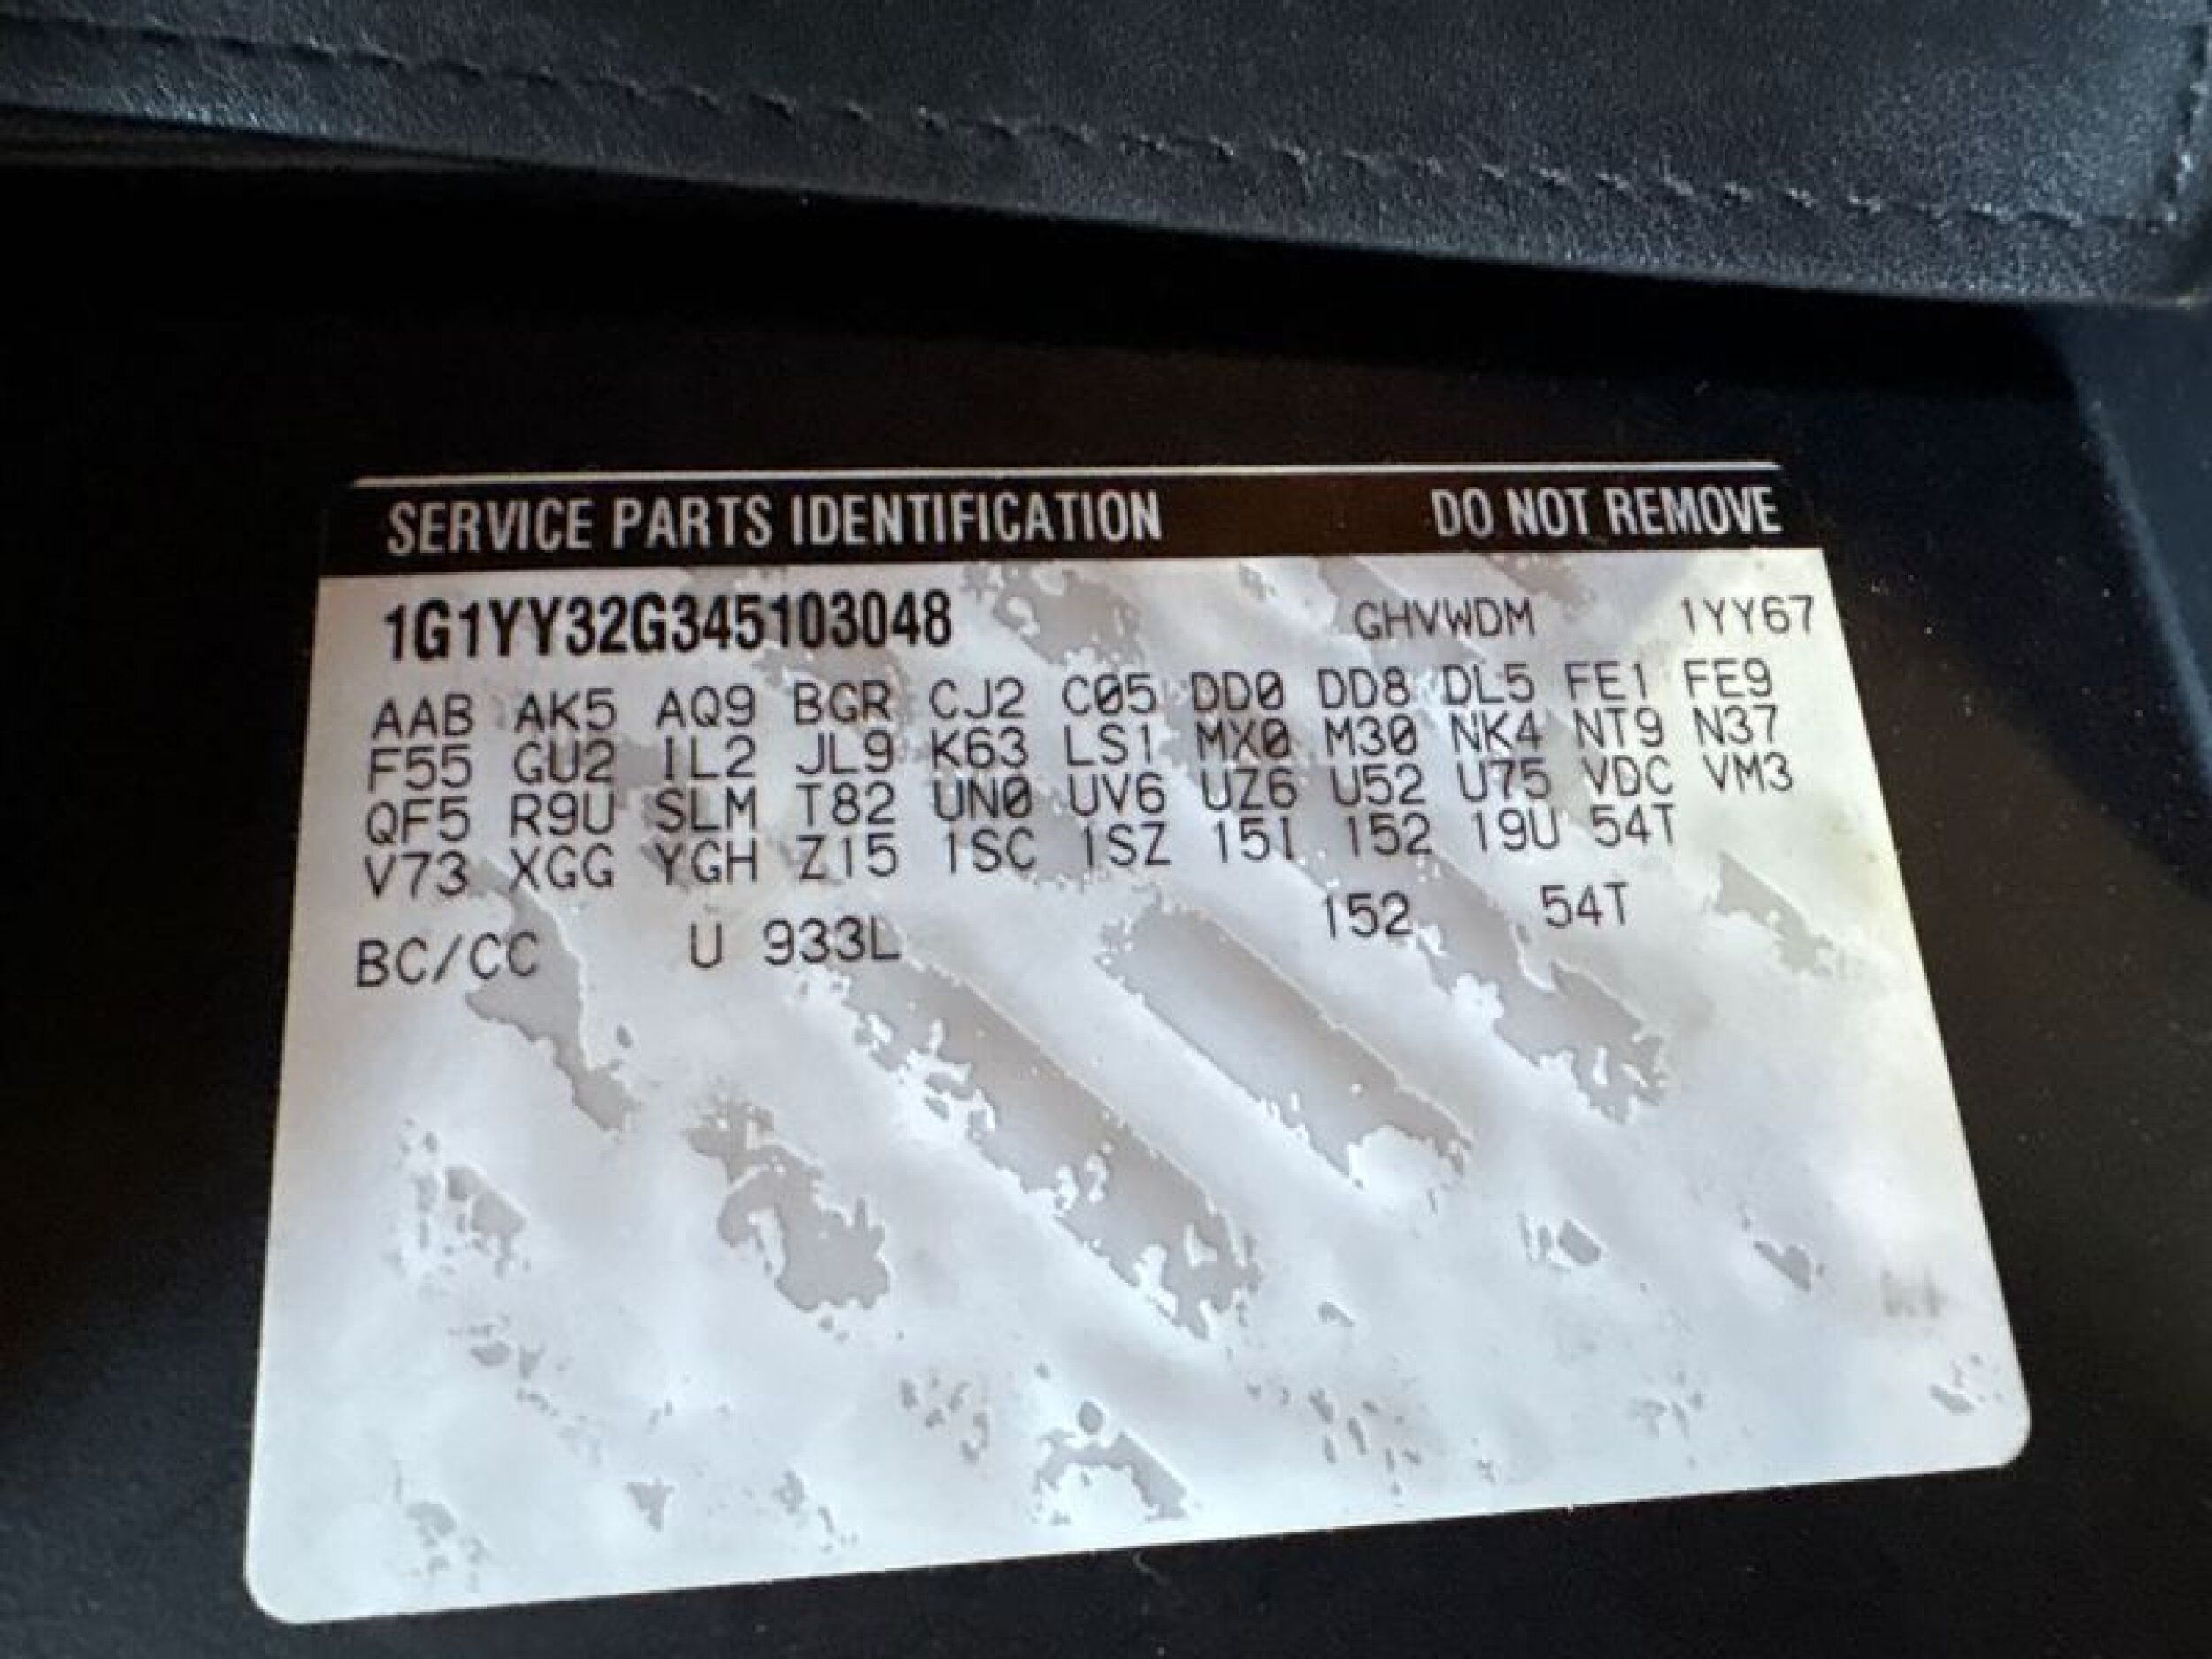 SERVICE PARTS IDENTIFICATION DO NOT REMOVE
1G1YY32G345103048 GHVWDM 1YY67
AAB AK5 AQ9 BGR CJ2 C05 DD0 DD8 DL5 FE1 FE9
F55 GU2 IL2 JL9 K63 LS1 MX0 M30 NK4 NT9 N37
QF5 R9U SLM T82 UN0 UV6 UZ6 U52 U75 VDC VM3
V73 XGG YGH Z15 1SC 1SZ 151 152 19U 54T
BC/CC U 933L 152 54T